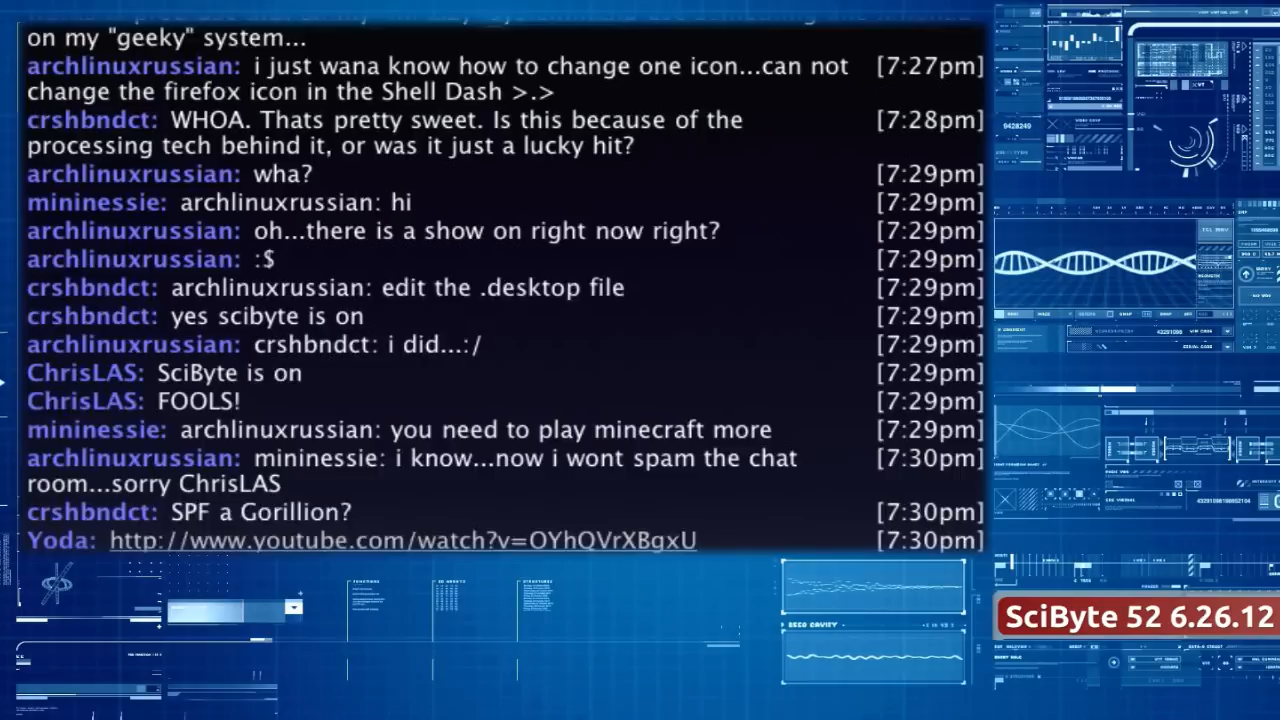 on my "geeky" system...
archlinuxrussian: i just wana know how to change one icon...can not [7:27pm]
change the firefox icon in the Shell Dash >.>
crshbndct: WHOA. Thats pretty sweet. Is this because of the [7:28pm]
processing tech behind it, or was it just a lucky hit?
archlinuxrussian: wha? [7:29pm]
mininessie: archlinuxrussian: hi [7:29pm]
archlinuxrussian: oh...there is a show on right now right? [7:29pm]
archlinuxrussian: :$ [7:29pm]
crshbndct: archlinuxrussian: edit the .desktop file [7:29pm]
crshbndct: yes scibyte is on [7:29pm]
archlinuxrussian: crshbndct: i did...:/ [7:29pm]
ChrisLAS: SciByte is on [7:29pm]
ChrisLAS: FOOLS! [7:29pm]
mininessie: archlinuxrussian: you need to play minecraft more [7:29pm]
archlinuxrussian: mininessie: i know...now i wont spam the chat [7:30pm]
room...sorry ChrisLAS
crshbndct: SPF a Gorillion? [7:30pm]
Yoda: http://www.youtube.com/watch?v=OYhQVrXBgxU [7:30pm]
9428249
SciByte 52 6.26.12